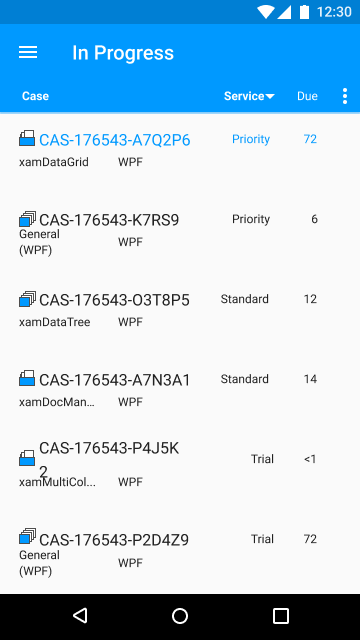 12:30
In Progress
Case Service Due
CAS-176543-A7Q2P6 Priority 72
xamDataGrid WPF
CAS-176543-K7RS9 Priority 6
General
(WPF) WPF
CAS-176543-O3T8P5 Standard 12
xamDataTree WPF
CAS-176543-A7N3A1 Standard 14
xamDocMan... WPF
CAS-176543-P4J5K
2 Trial <1
xamMultiCol... WPF
CAS-176543-P2D4Z9 Trial 72
General
(WPF) WPF